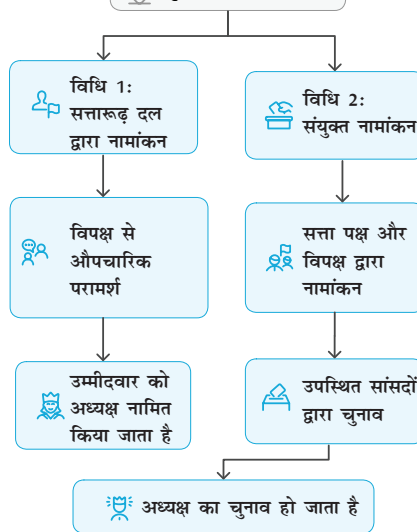 विधि 1:
सत्तारूढ़ दल
द्वारा नामांकन
विपक्ष से
औपचारिक
परामर्श
उम्मीदवार को
अध्यक्ष नामित
किया जाता है
विधि 2:
संयुक्त नामांकन
सत्ता पक्ष और
विपक्ष द्वारा
नामांकन
उपस्थित सांसदों
द्वारा चुनाव
अध्यक्ष का चुनाव हो जाता है